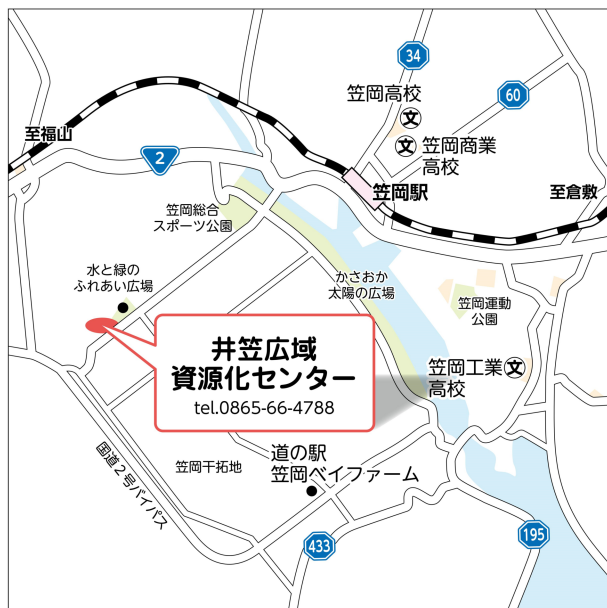 34
笠岡高校
文
60
文
笠岡商業
高校
至福山
2
笠岡駅
至倉敷
笠岡総合
スポーツ公園
水と緑の
ふれあい広場
かさおか
太陽の広場
笠岡運動
公園
井笠広域
資源化センター
tel.0865-66-4788
笠岡工業
高校
文
道の駅
笠岡ベイファーム
笠岡干拓地
国道2号バイパス
433
195